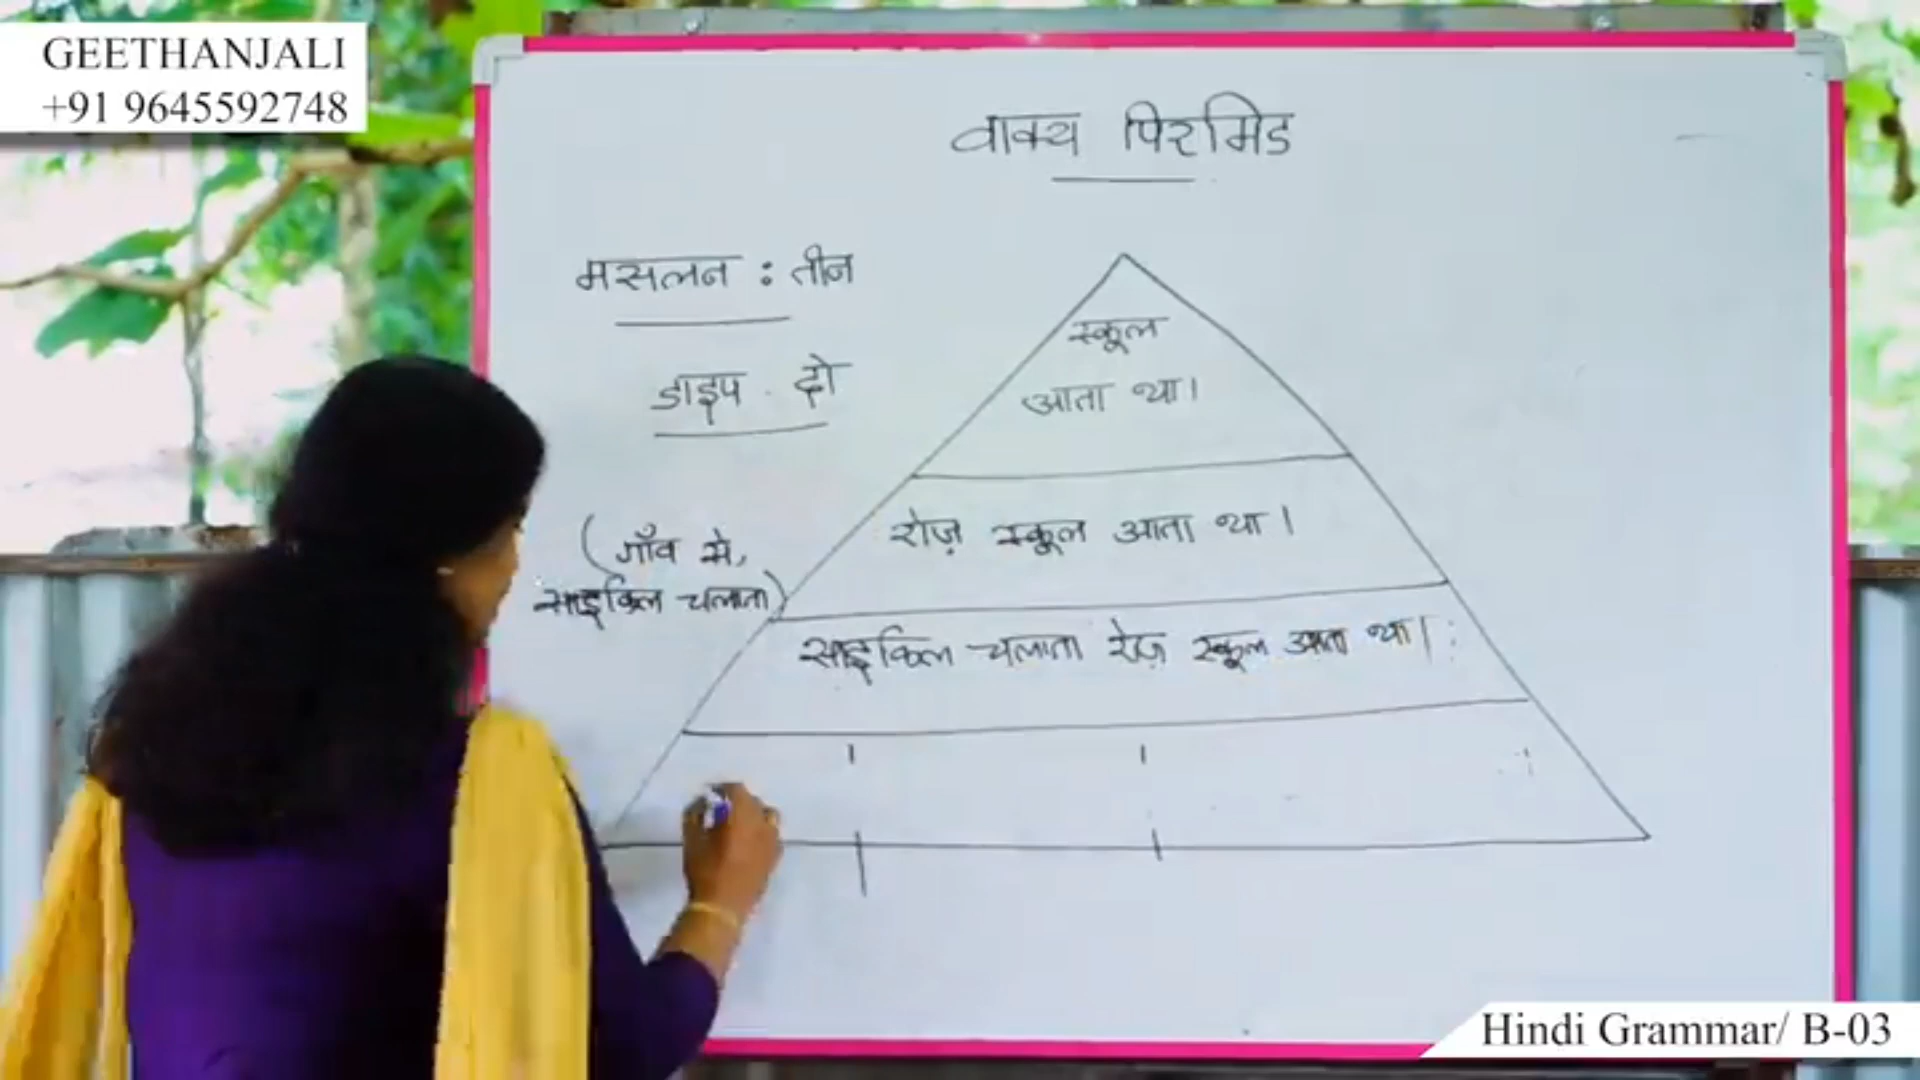 GEETHANJALI
+91 9645592748
वाक्य पिरमिड
मसलन : तीन
डाइप दो
स्कूल
आता था।
रोज़ स्कूल आता था।
(गाँव से,
साइकिल चलाता)
साइकिल चलाता रोज़ स्कूल आता था।
Hindi Grammar/ B-03